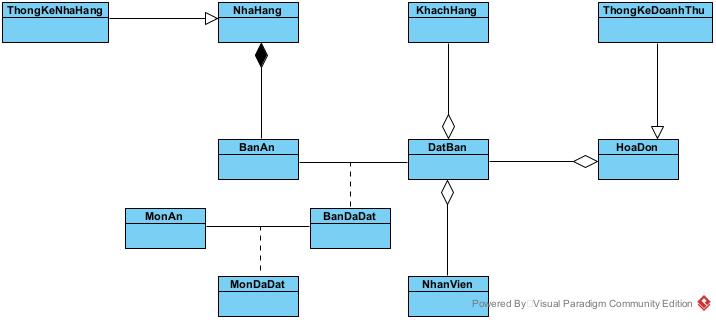 ThongKeNhaHang
NhaHang
KhachHang
ThongKeDoanhThu
BanAn
DatBan
HoaDon
MonAn
BanDaDat
MonDaDat
NhanVien
Powered By Visual Paradigm Community Edition